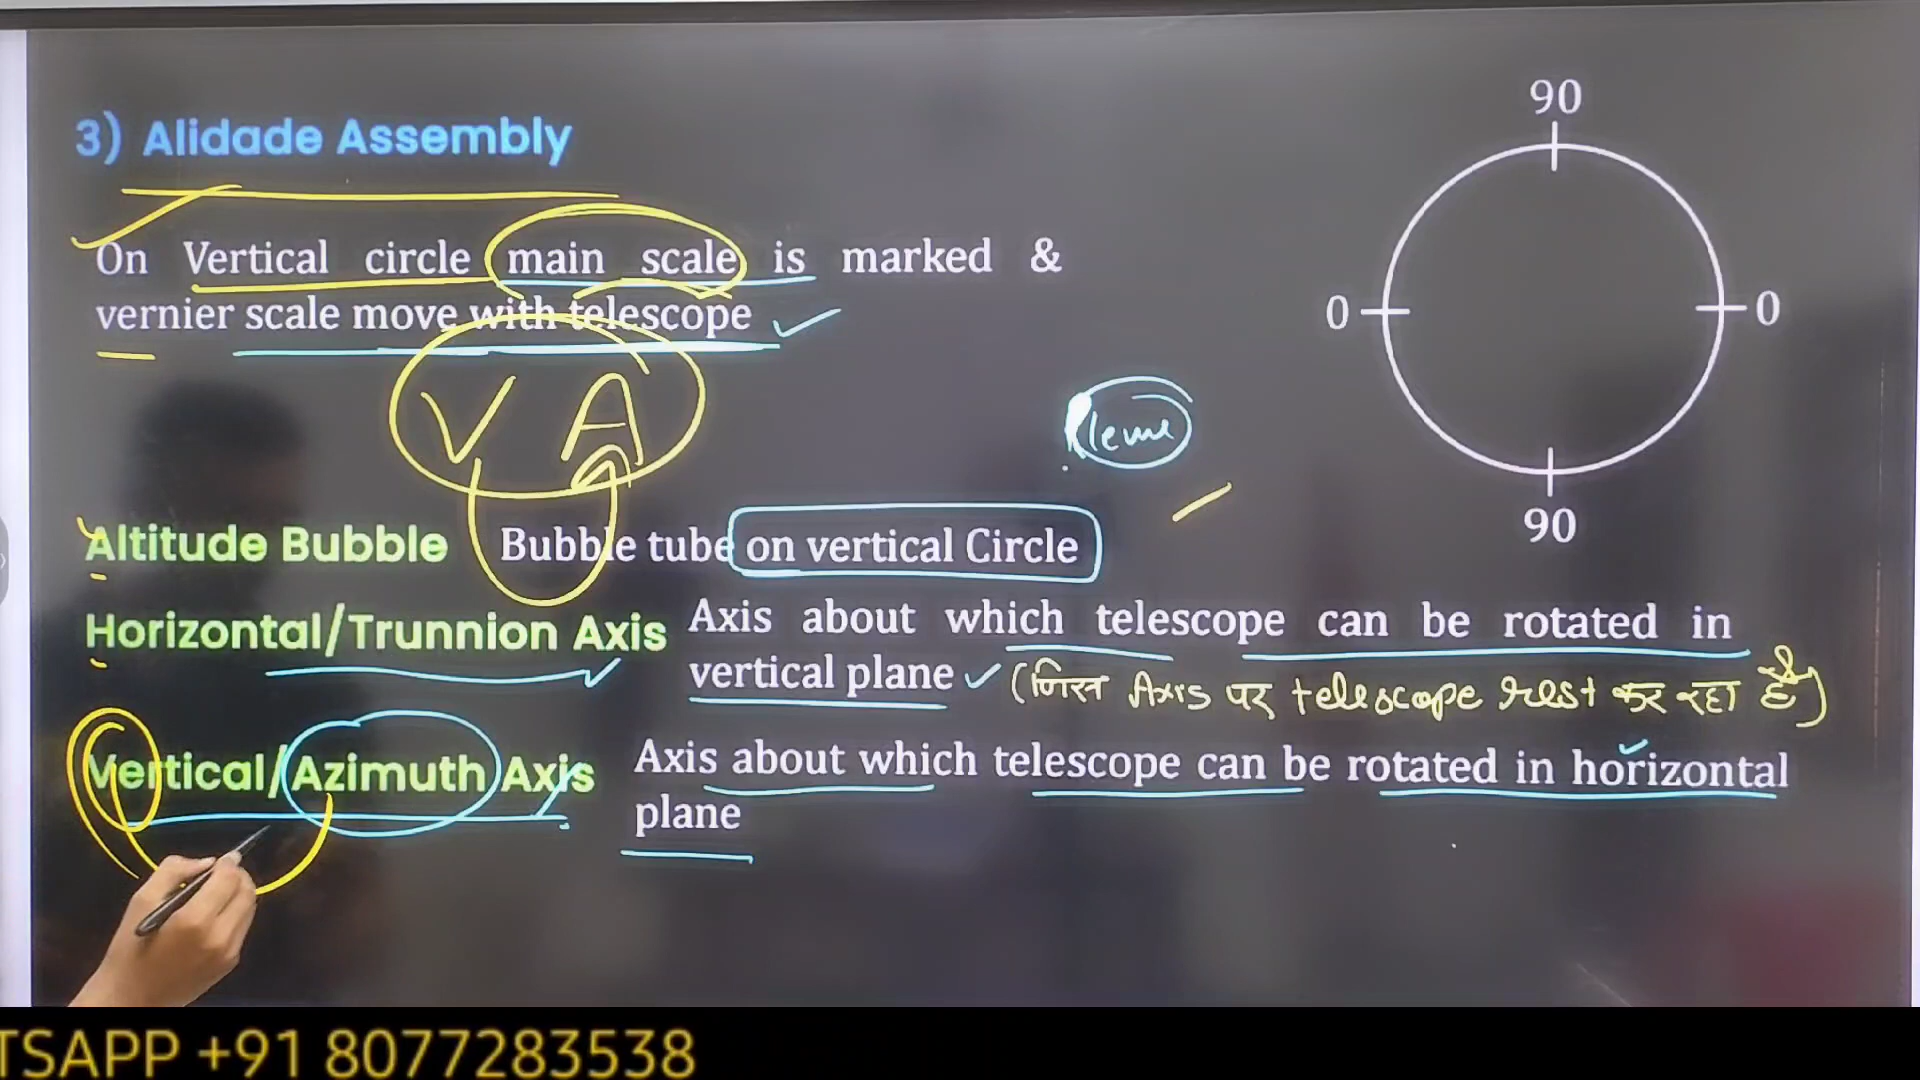 3) Alidade Assembly
90
On Vertical circle main scale is marked &
vernier scale move with telescope
0
0
V A
90
Altitude Bubble Bubble tube on vertical Circle
Horizontal/Trunnion Axis Axis about which telescope can be rotated in
vertical plane (जिस Axis पर telescope rest कर रहा है)
Vertical/Azimuth Axis Axis about which telescope can be rotated in horizontal
plane
TSAPP +91 8077283538